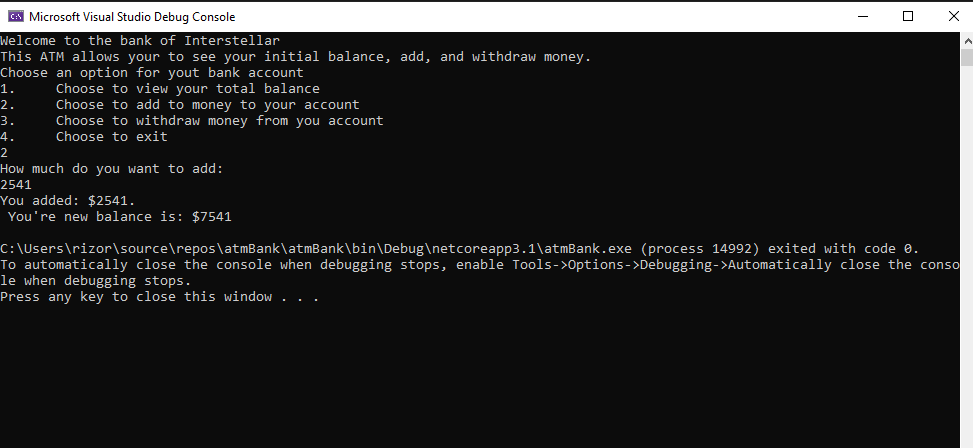 Microsoft Visual Studio Debug Console
Welcome to the bank of Interstellar
This ATM allows your to see your initial balance, add, and withdraw money.
Choose an option for yout bank account
1.     Choose to view your total balance
2.     Choose to add to money to your account
3.     Choose to withdraw money from you account
4.     Choose to exit
2
How much do you want to add:
2541
You added: $2541.
 You're new balance is: $7541
C:\Users\rizor\source\repos\atmBank\atmBank\bin\Debug\netcoreapp3.1\atmBank.exe (process 14992) exited with code 0.
To automatically close the console when debugging stops, enable Tools->Options->Debugging->Automatically close the conso
le when debugging stops.
Press any key to close this window . . .